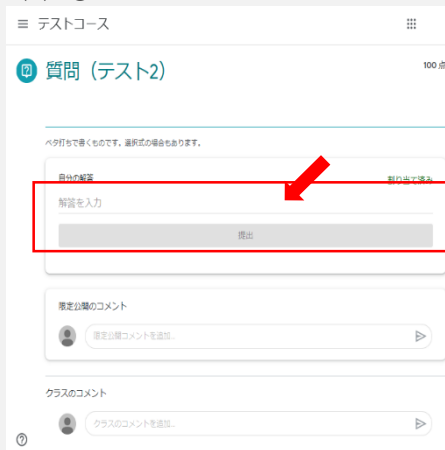 テストコース
質問（テスト2）
100 点
ベタ打ちで書くものです。選択式の場合もあります。
自分の解答
割り当て済み
解答を入力
提出
限定公開のコメント
限定公開コメントを追加..
クラスのコメント
クラスのコメントを追加..